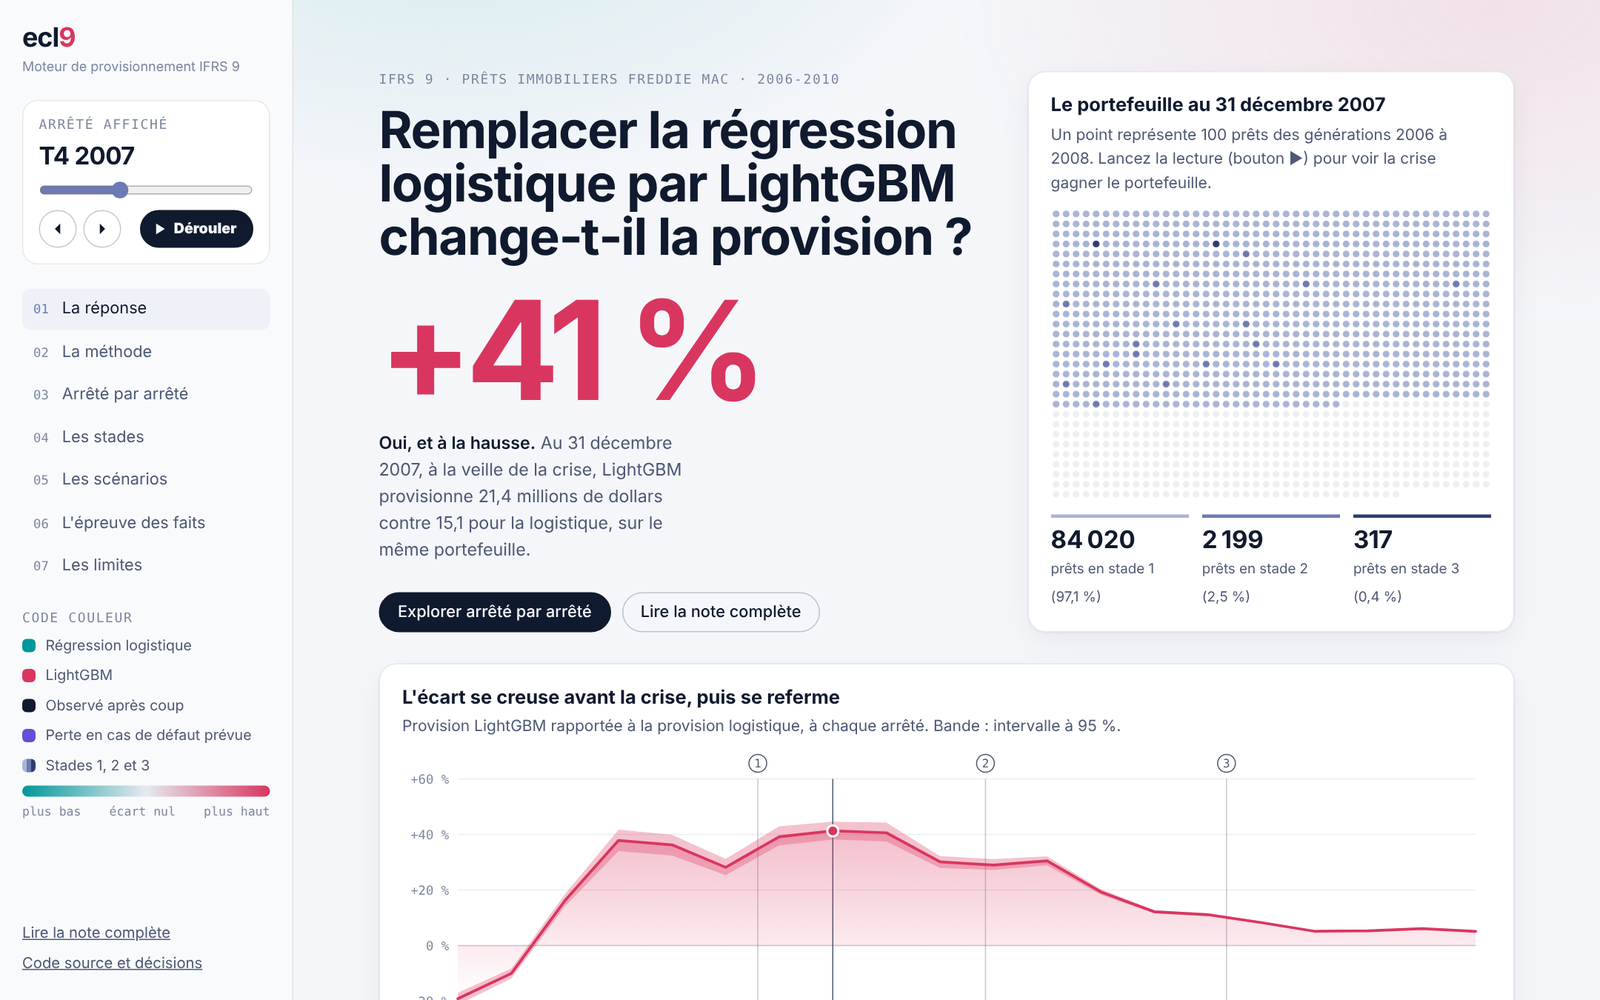 ecl9
Moteur de provisionnement IFRS 9
ARRÊTÉ AFFICHÉ
T4 2007
Dérouler
01 La réponse
02 La méthode
03 Arrêté par arrêté
04 Les stades
05 Les scénarios
06 L'épreuve des faits
07 Les limites
CODE COULEUR
Régression logistique
LightGBM
Observé après coup
Perte en cas de défaut prévue
Stades 1, 2 et 3
plus bas écart nul plus haut
Lire la note complète
Code source et décisions
IFRS 9 · PRÊTS IMMOBILIERS FREDDIE MAC · 2006-2010
Remplacer la régression
logistique par LightGBM
change-t-il la provision ?
+41 %
Oui, et à la hausse. Au 31 décembre
2007, à la veille de la crise, LightGBM
provisionne 21,4 millions de dollars
contre 15,1 pour la logistique, sur le
même portefeuille.
Explorer arrêté par arrêté
Lire la note complète
Le portefeuille au 31 décembre 2007
Un point représente 100 prêts des générations 2006 à
2008. Lancez la lecture (bouton ▶) pour voir la crise
gagner le portefeuille.
84 020 2 199 317
prêts en stade 1 prêts en stade 2 prêts en stade 3
(97,1 %) (2,5 %) (0,4 %)
L'écart se creuse avant la crise, puis se referme
Provision LightGBM rapportée à la provision logistique, à chaque arrêté. Bande : intervalle à 95 %.
1 2 3
+60 %
+40 %
+20 %
0 %